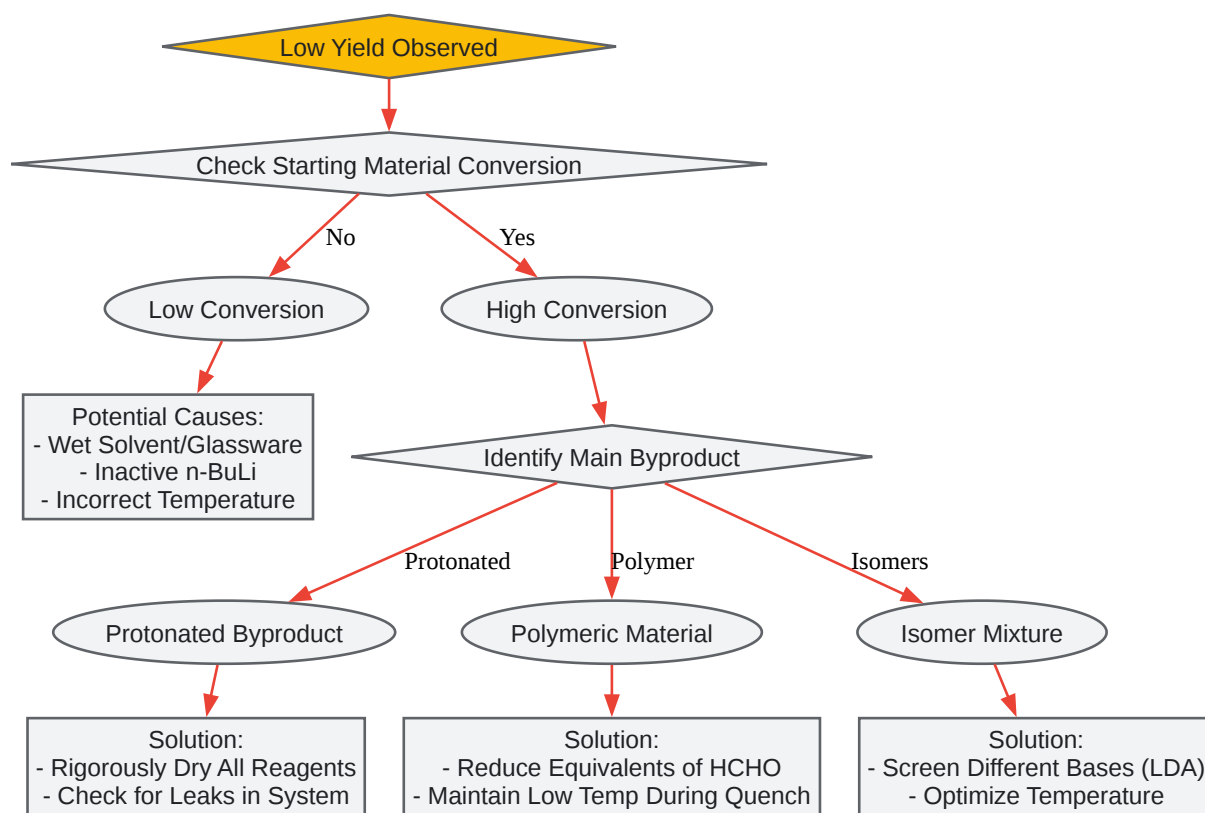 Low Yield Observed
Check Starting Material Conversion
No
Yes
Low Conversion
High Conversion
Potential Causes:
- Wet Solvent/Glassware
- Inactive n-BuLi
- Incorrect Temperature
Identify Main Byproduct
Protonated
Polymer
Isomers
Protonated Byproduct
Polymeric Material
Isomer Mixture
Solution:
- Rigorously Dry All Reagents
- Check for Leaks in System
Solution:
- Reduce Equivalents of HCHO
- Maintain Low Temp During Quench
Solution:
- Screen Different Bases (LDA)
- Optimize Temperature